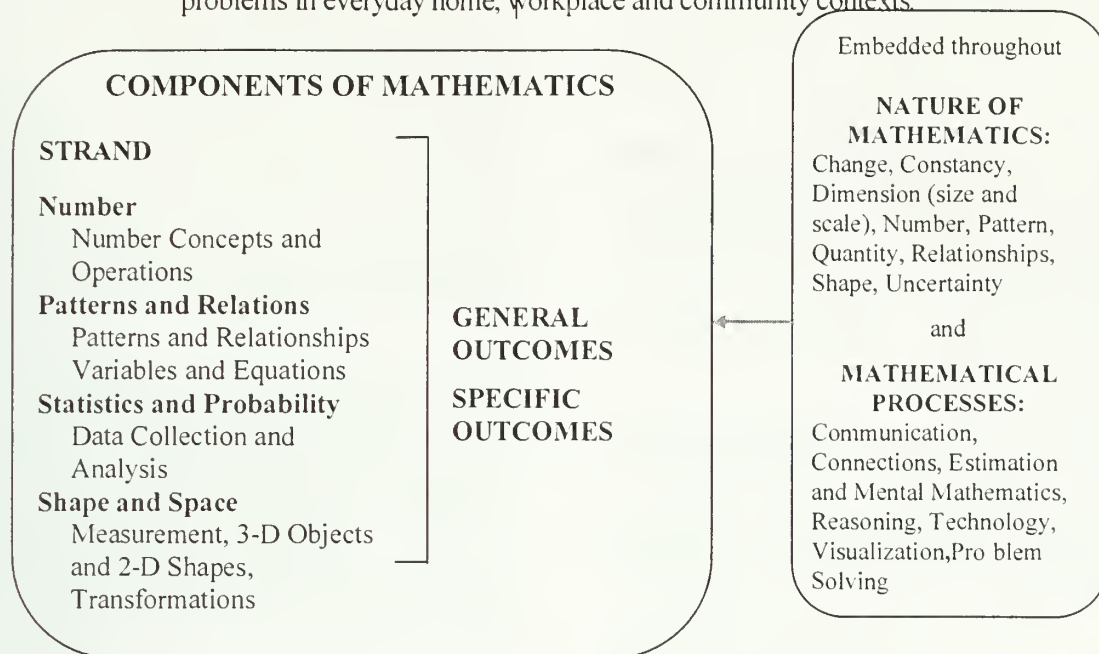 problems in everyday home, workplace and community contexts.
COMPONENTS OF MATHEMATICS
STRAND
Number
Number Concepts and
Operations
Patterns and Relations
Patterns and Relationships
Variables and Equations
Statistics and Probability
Data Collection and
Analysis
Shape and Space
Measurement, 3-D Objects
and 2-D Shapes,
Transformations
GENERAL
OUTCOMES
SPECIFIC
OUTCOMES
Embedded throughout
NATURE OF
MATHEMATICS:
Change, Constancy,
Dimension (size and
scale), Number, Pattern,
Quantity, Relationships,
Shape, Uncertainty
and
MATHEMATICAL
PROCESSES:
Communication,
Connections, Estimation
and Mental Mathematics,
Reasoning, Technology,
Visualization,Pro blem
Solving